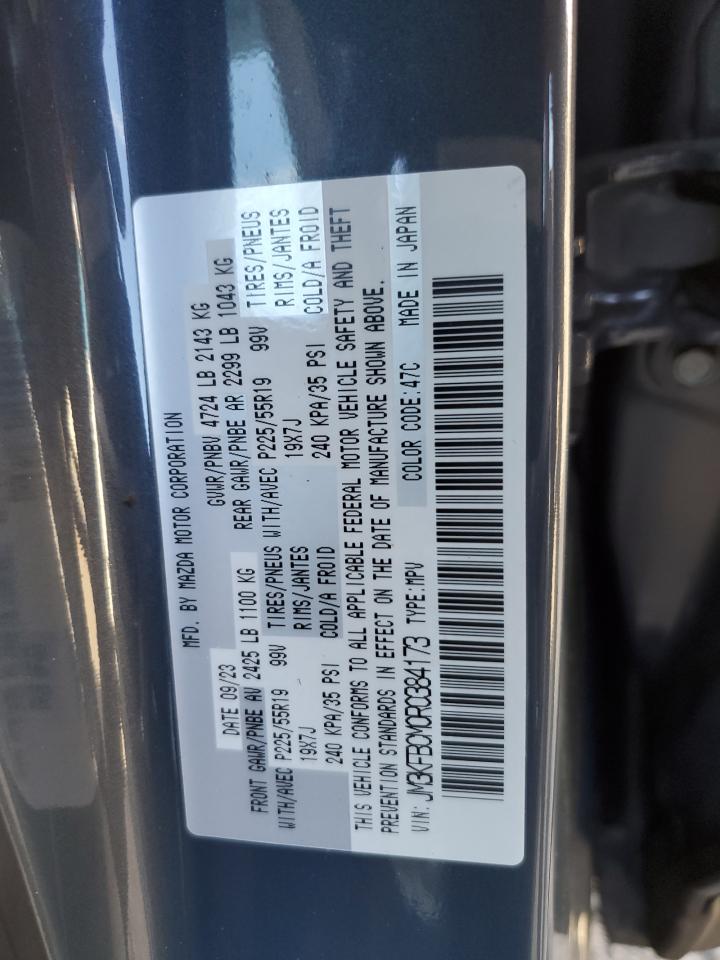 MFD. BY MAZDA MOTOR CORPORATION
DATE 09/23 GVWR/PNBV 4724 LB 2143 KG
FRONT GAWR/PNBE AV 2425 LB 1100 KG REAR GAWR/PNBE AR 2299 LB 1043 KG
WITH/AVEC P225/55R19 99V TIRES/PNEUS WITH/AVEC P225/55R19 99V TIRES/PNEUS
19X7J RIMS/JANTES 19X7J RIMS/JANTES
240 KPA/35 PSI COLD/A FROID 240 KPA/35 PSI COLD/A FROID
THIS VEHICLE CONFORMS TO ALL APPLICABLE FEDERAL MOTOR VEHICLE SAFETY AND THEFT
PREVENTION STANDARDS IN EFFECT ON THE DATE OF MANUFACTURE SHOWN ABOVE.
VIN: JM3KFBCM0R0384173 TYPE:MPV COLOR CODE:47C MADE IN JAPAN